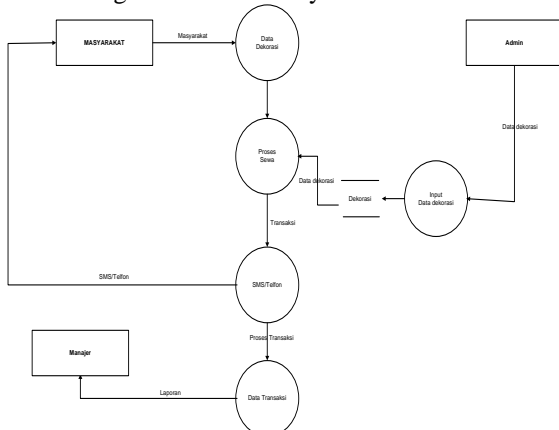 MASYARAKAT
Masyarakat
Data
Dekorasi
Admin
Data dekorasi
Proses
Sewa
Data dekorasi
Dekorasi
Input
Data dekorasi
Transaksi
SMS/Telfon
SMS/Telfon
Proses Transaksi
Manajer
Laporan
Data Transaksi